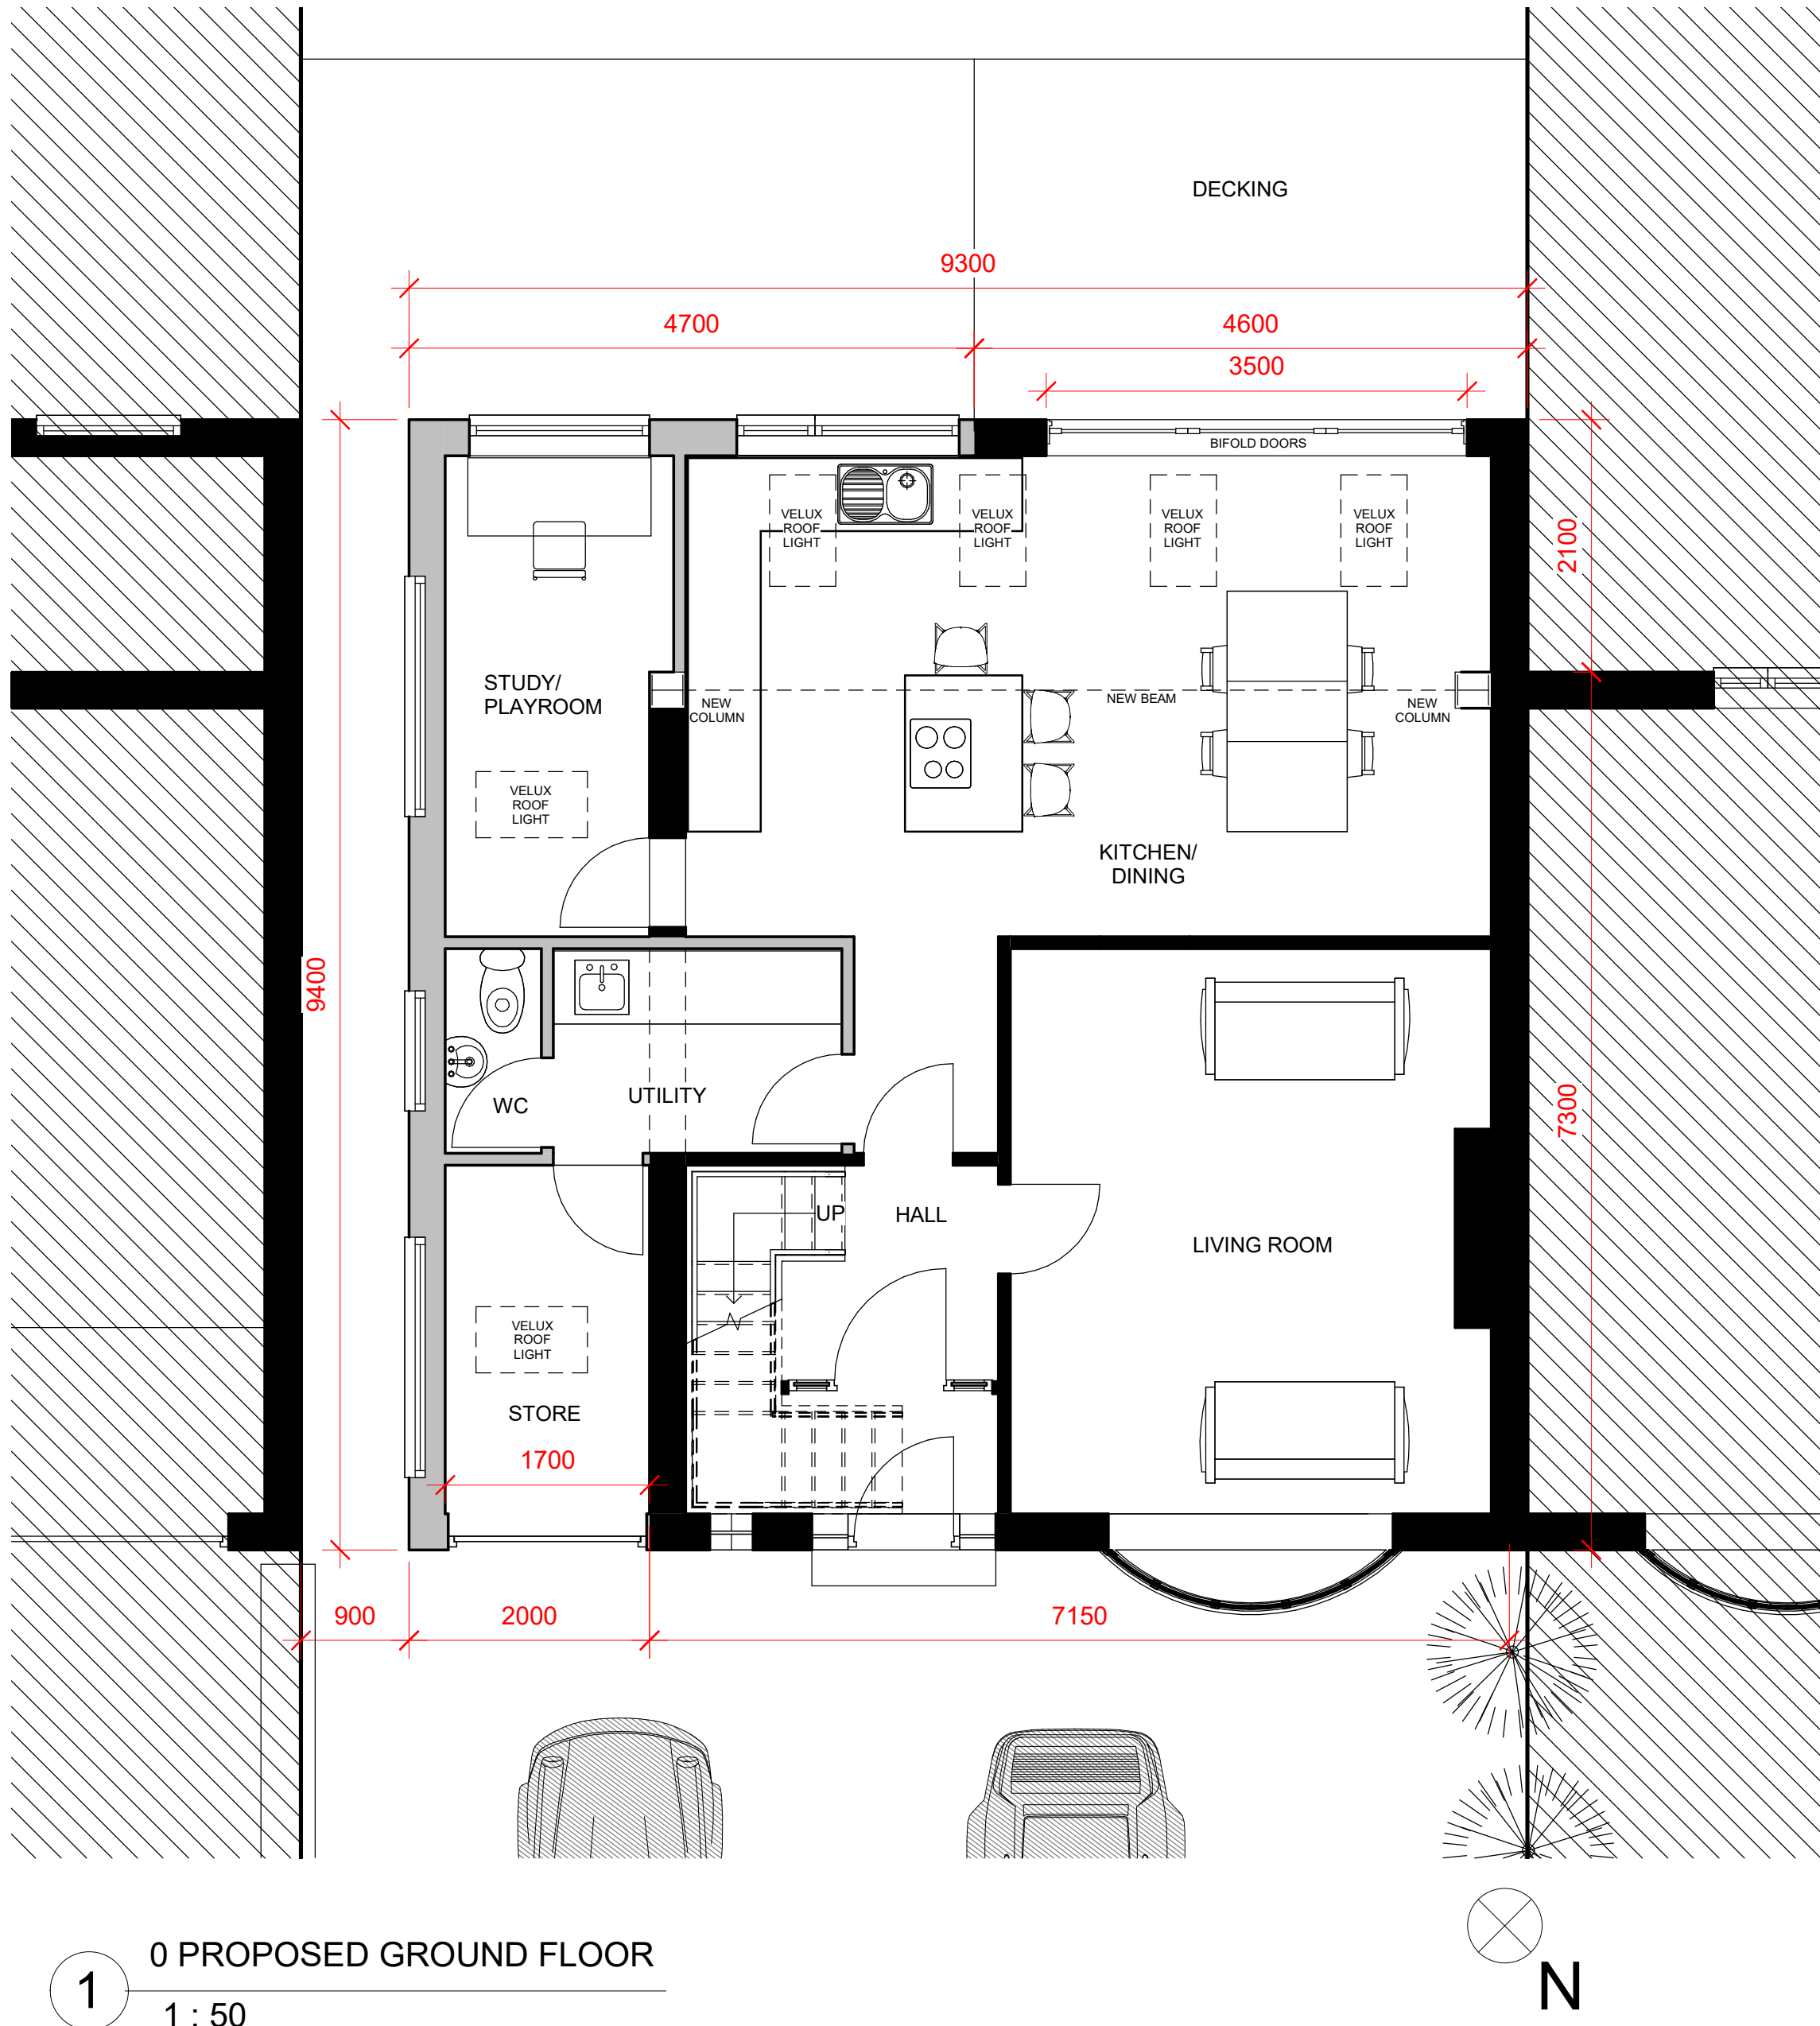 DECKING
9300
4700
4600
3500
BIFOLD DOORS
VELUX
ROOF
LIGHT
VELUX
ROOF
LIGHT
VELUX
ROOF
LIGHT
VELUX
ROOF
LIGHT
2100
STUDY/
PLAYROOM
NEW
COLUMN
NEW BEAM
NEW
COLUMN
VELUX
ROOF
LIGHT
KITCHEN/
DINING
9400
WC
UTILITY
7300
UP
HALL
LIVING ROOM
VELUX
ROOF
LIGHT
STORE
1700
900
2000
7150
0 PROPOSED GROUND FLOOR
1
1 : 50
N